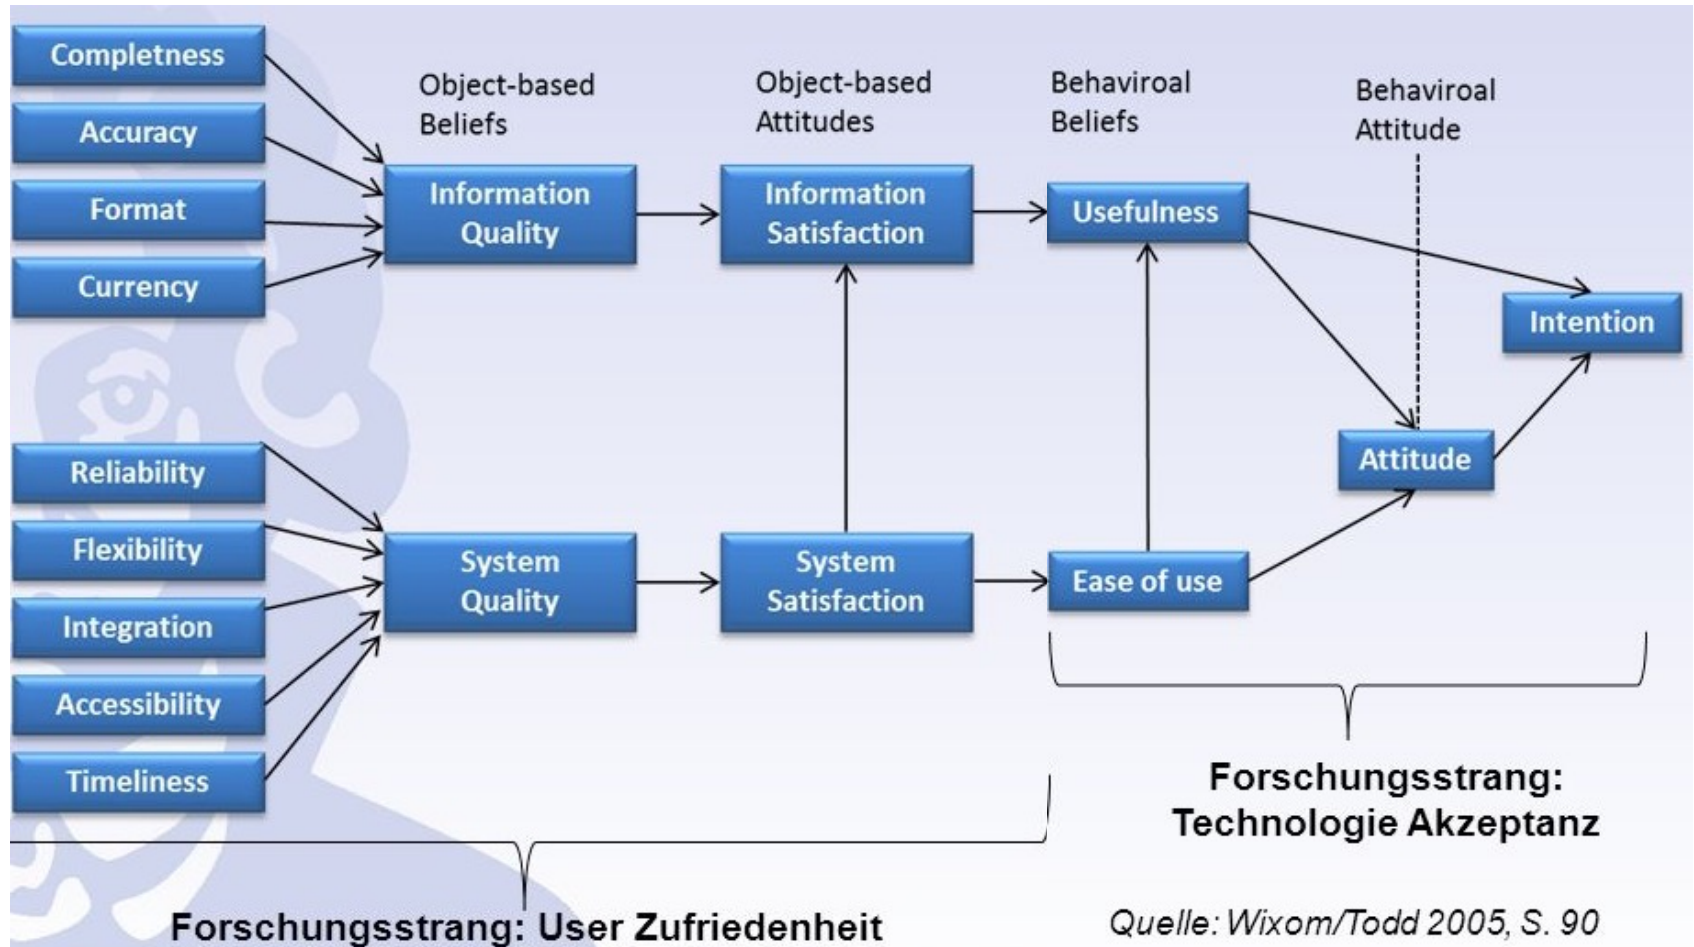 Completness
Accuracy
Format
Currency
Reliability
Flexibility
Integration
Accessibility
Timeliness
Object-based
Beliefs
Information
Quality
System
Quality
Object-based
Attitudes
Information
Satisfaction
System
Satisfaction
Behaviroal
Beliefs
Usefulness
Ease of use
Behaviroal
Attitude
Attitude
Intention
Forschungsstrang:
Technologie Akzeptanz
Forschungsstrang: User Zufriedenheit
Quelle: Wixom/Todd 2005, S. 90